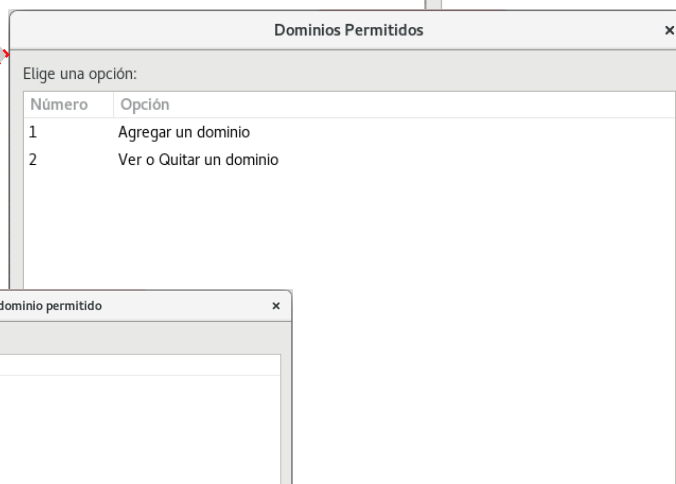 Dominios Permitidos
Elige una opción:
Número Opción
1 Agregar un dominio
2 Ver o Quitar un dominio
dominio permitido